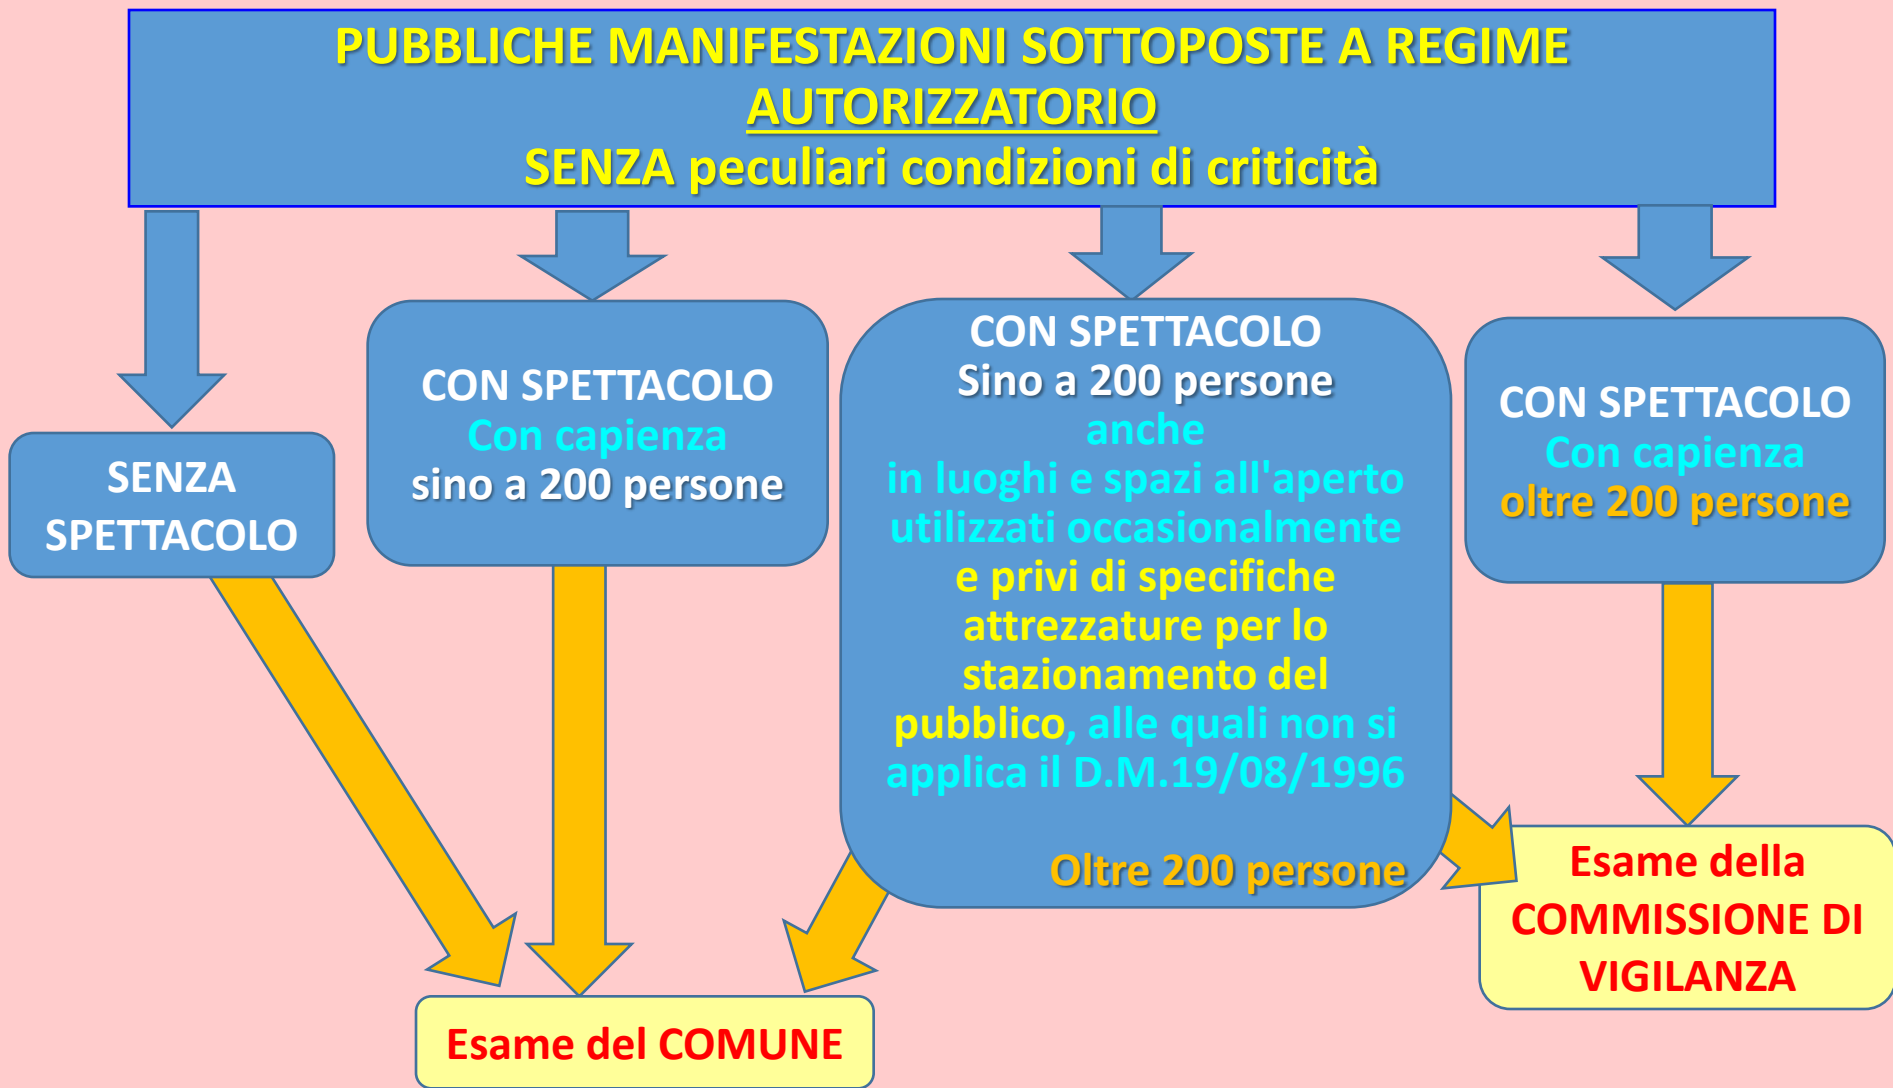 PUBBLICHE MANIFESTAZIONI SOTTOPOSTE A REGIME
AUTORIZZATORIO
SENZA peculiari condizioni di criticità
SENZA
SPETTACOLO
CON SPETTACOLO
Con capienza
sino a 200 persone
CON SPETTACOLO
Sino a 200 persone
anche
in luoghi e spazi all'aperto
utilizzati occasionalmente
e privi di specifiche
attrezzature per lo
stazionamento del
pubblico, alle quali non si
applica il D.M.19/08/1996
Oltre 200 persone
CON SPETTACOLO
Con capienza
oltre 200 persone
Esame del COMUNE
Esame della
COMMISSIONE DI
VIGILANZA